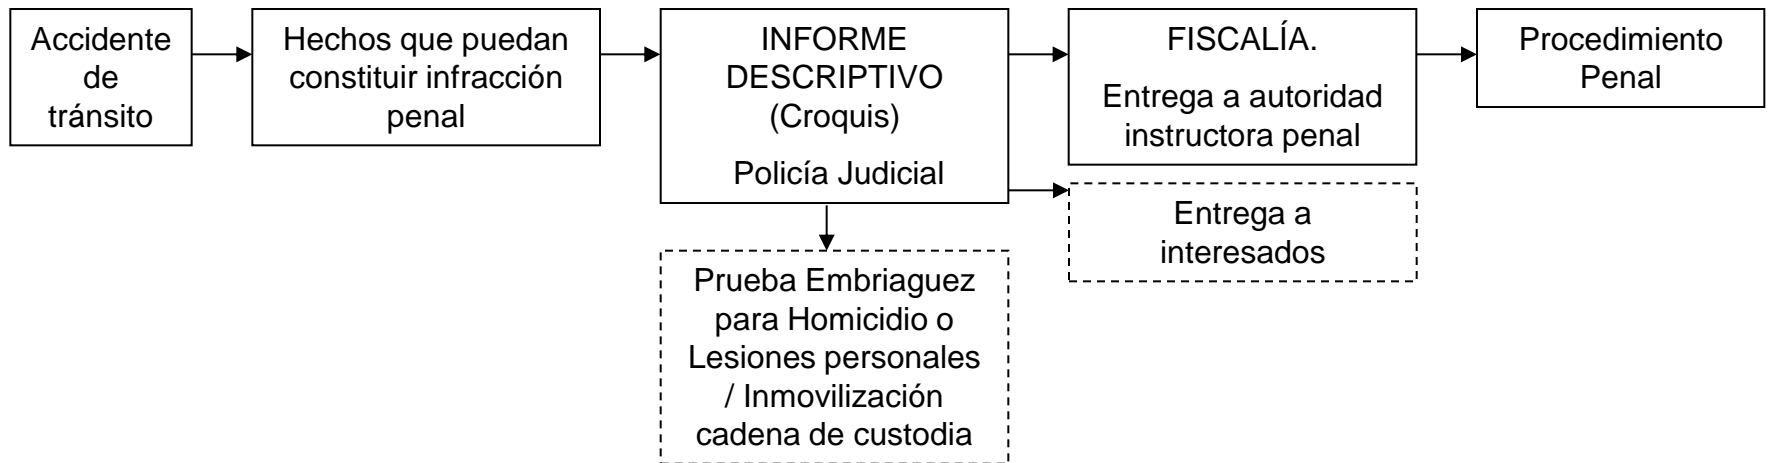 Accidente
de
tránsito
Hechos que puedan
constituir infracción
penal
INFORME
DESCRIPTIVO
(Croquis)
Policía Judicial
FISCALÍA.
Entrega a autoridad
instructora penal
Procedimiento
Penal
Entrega a
interesados
Prueba Embriaguez
para Homicidio o
Lesiones personales
/ Inmovilización
cadena de custodia